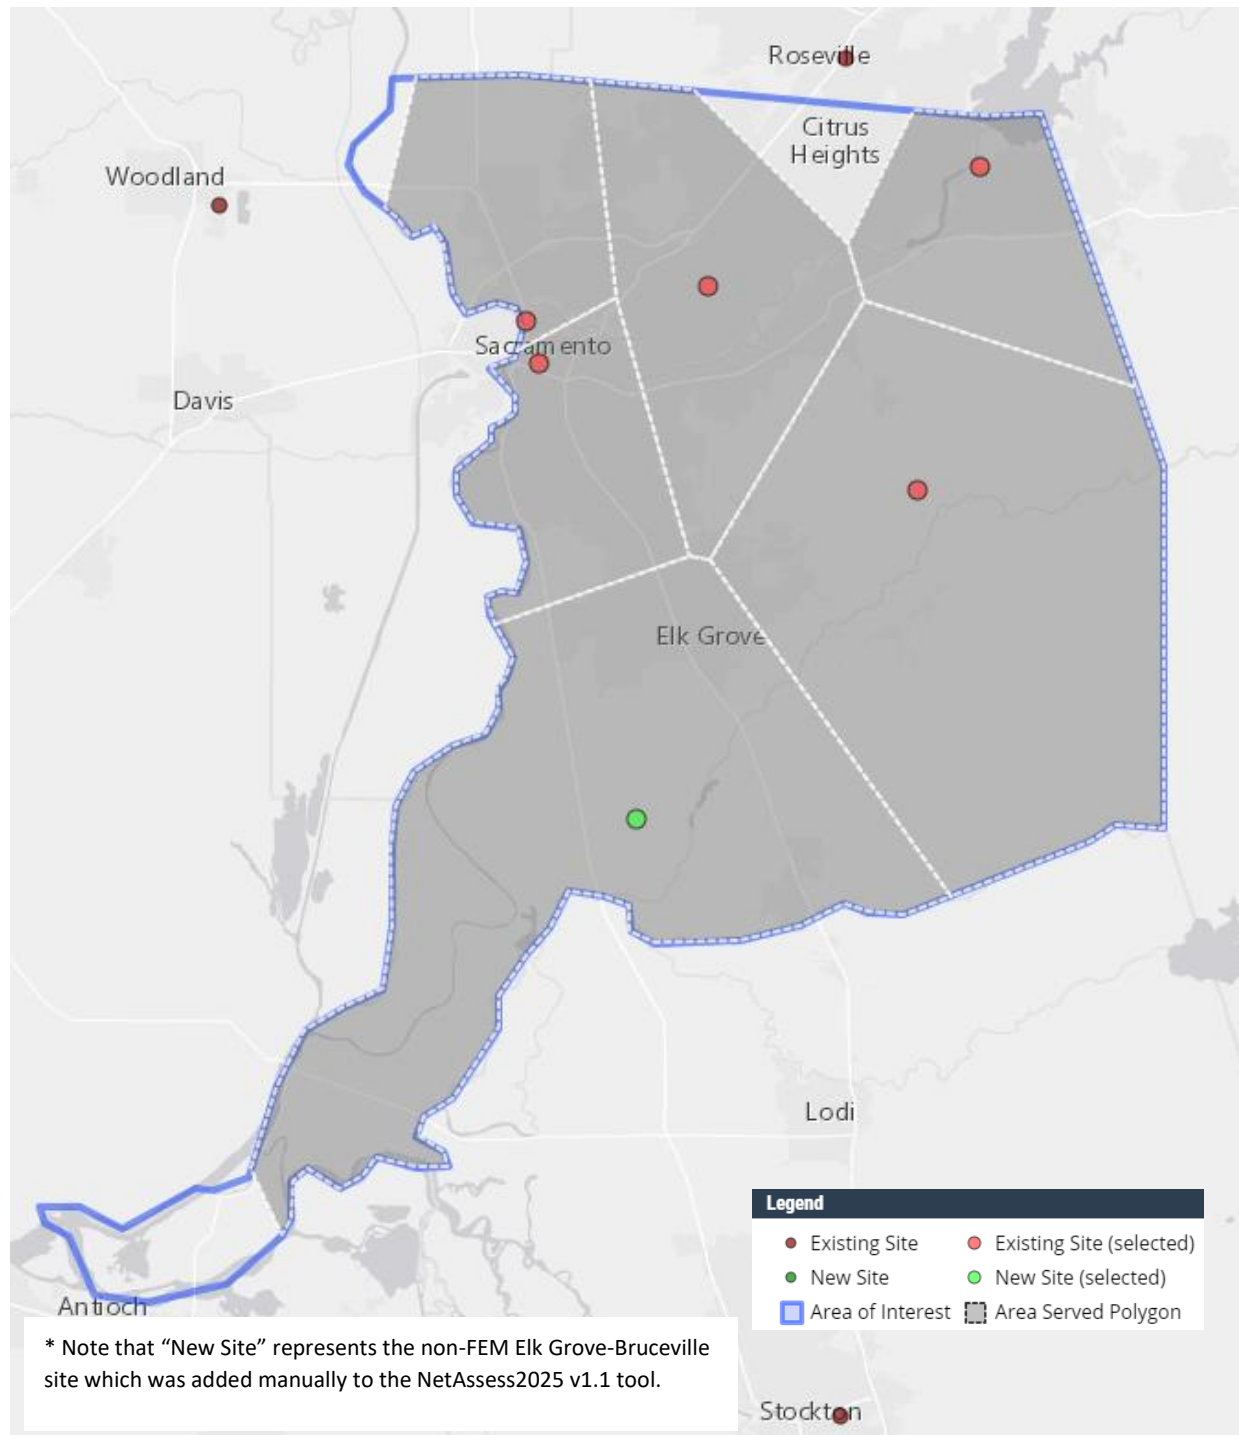 Roseville
Citrus
Heights
Woodland
Sacramento
Davis
Elk Grove
Lodi
Antioch
Stockton
Legend
Existing Site
Existing Site (selected)
New Site
New Site (selected)
Area of Interest
Area Served Polygon
* Note that “New Site” represents the non-FEM Elk Grove-Bruceville
site which was added manually to the NetAssess2025 v1.1 tool.